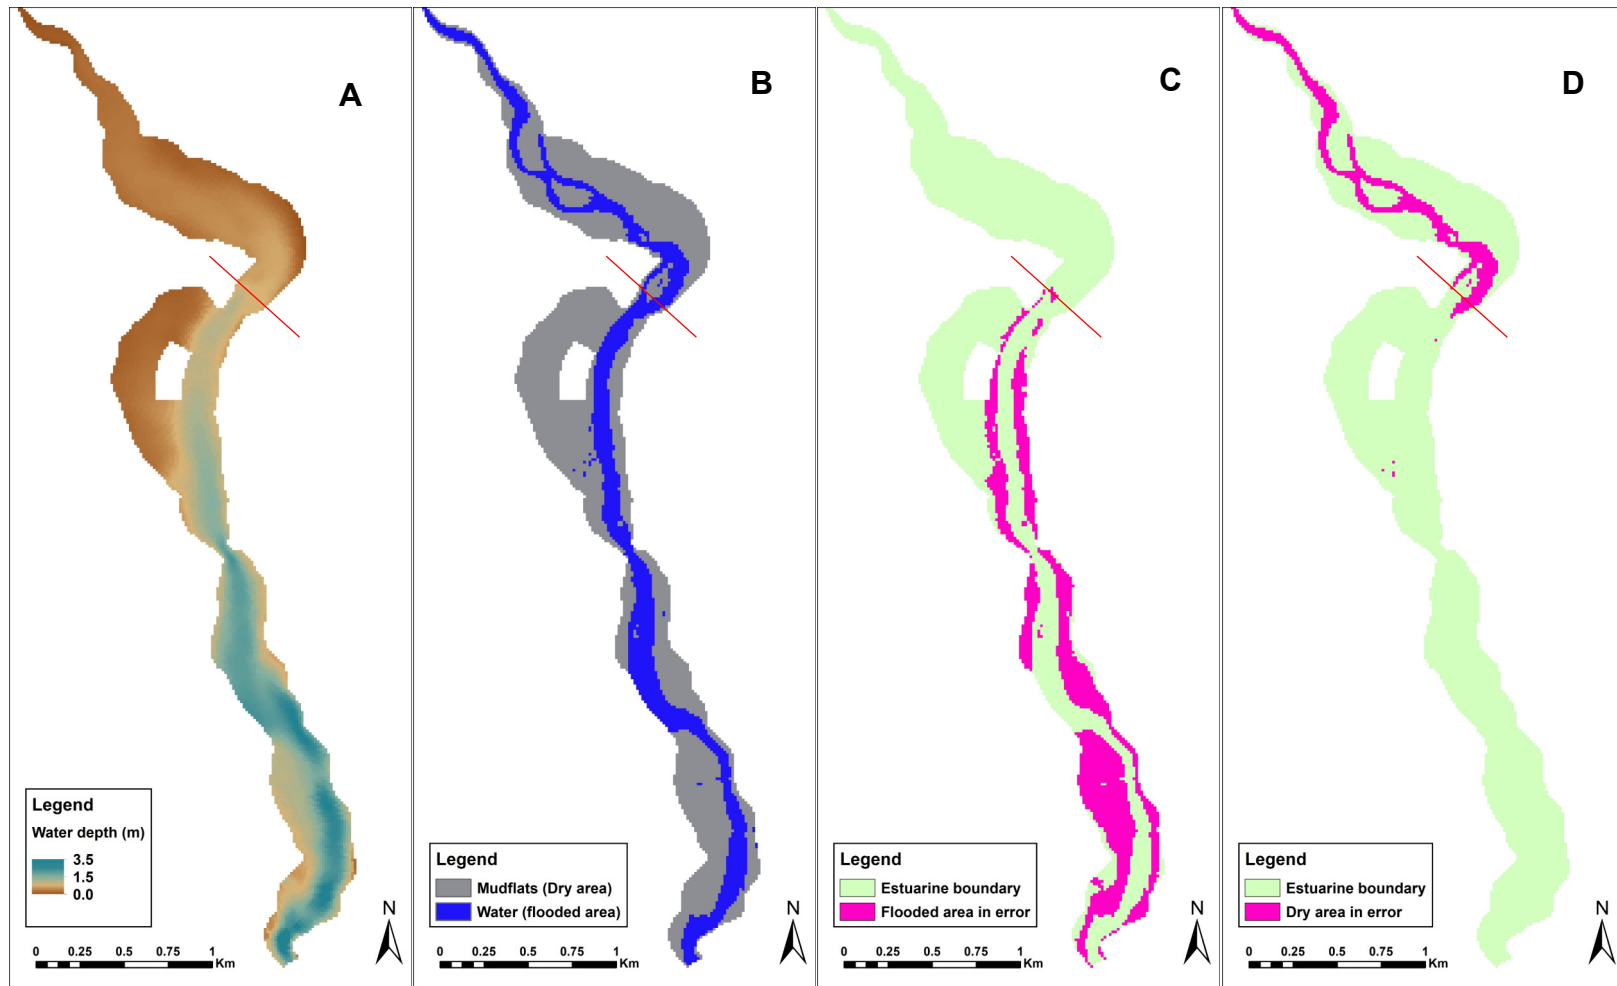 A
Legend
Water depth (m)
3.5
1.5
0.0
N
0 0.25 0.5 0.75 1
Km
B
Legend
Mudflats (Dry area)
Water (flooded area)
N
0 0.25 0.5 0.75 1
Km
C
Legend
Estuarine boundary
Flooded area in error
N
0 0.25 0.5 0.75 1
Km
D
Legend
Estuarine boundary
Dry area in error
N
0 0.25 0.5 0.75 1
Km